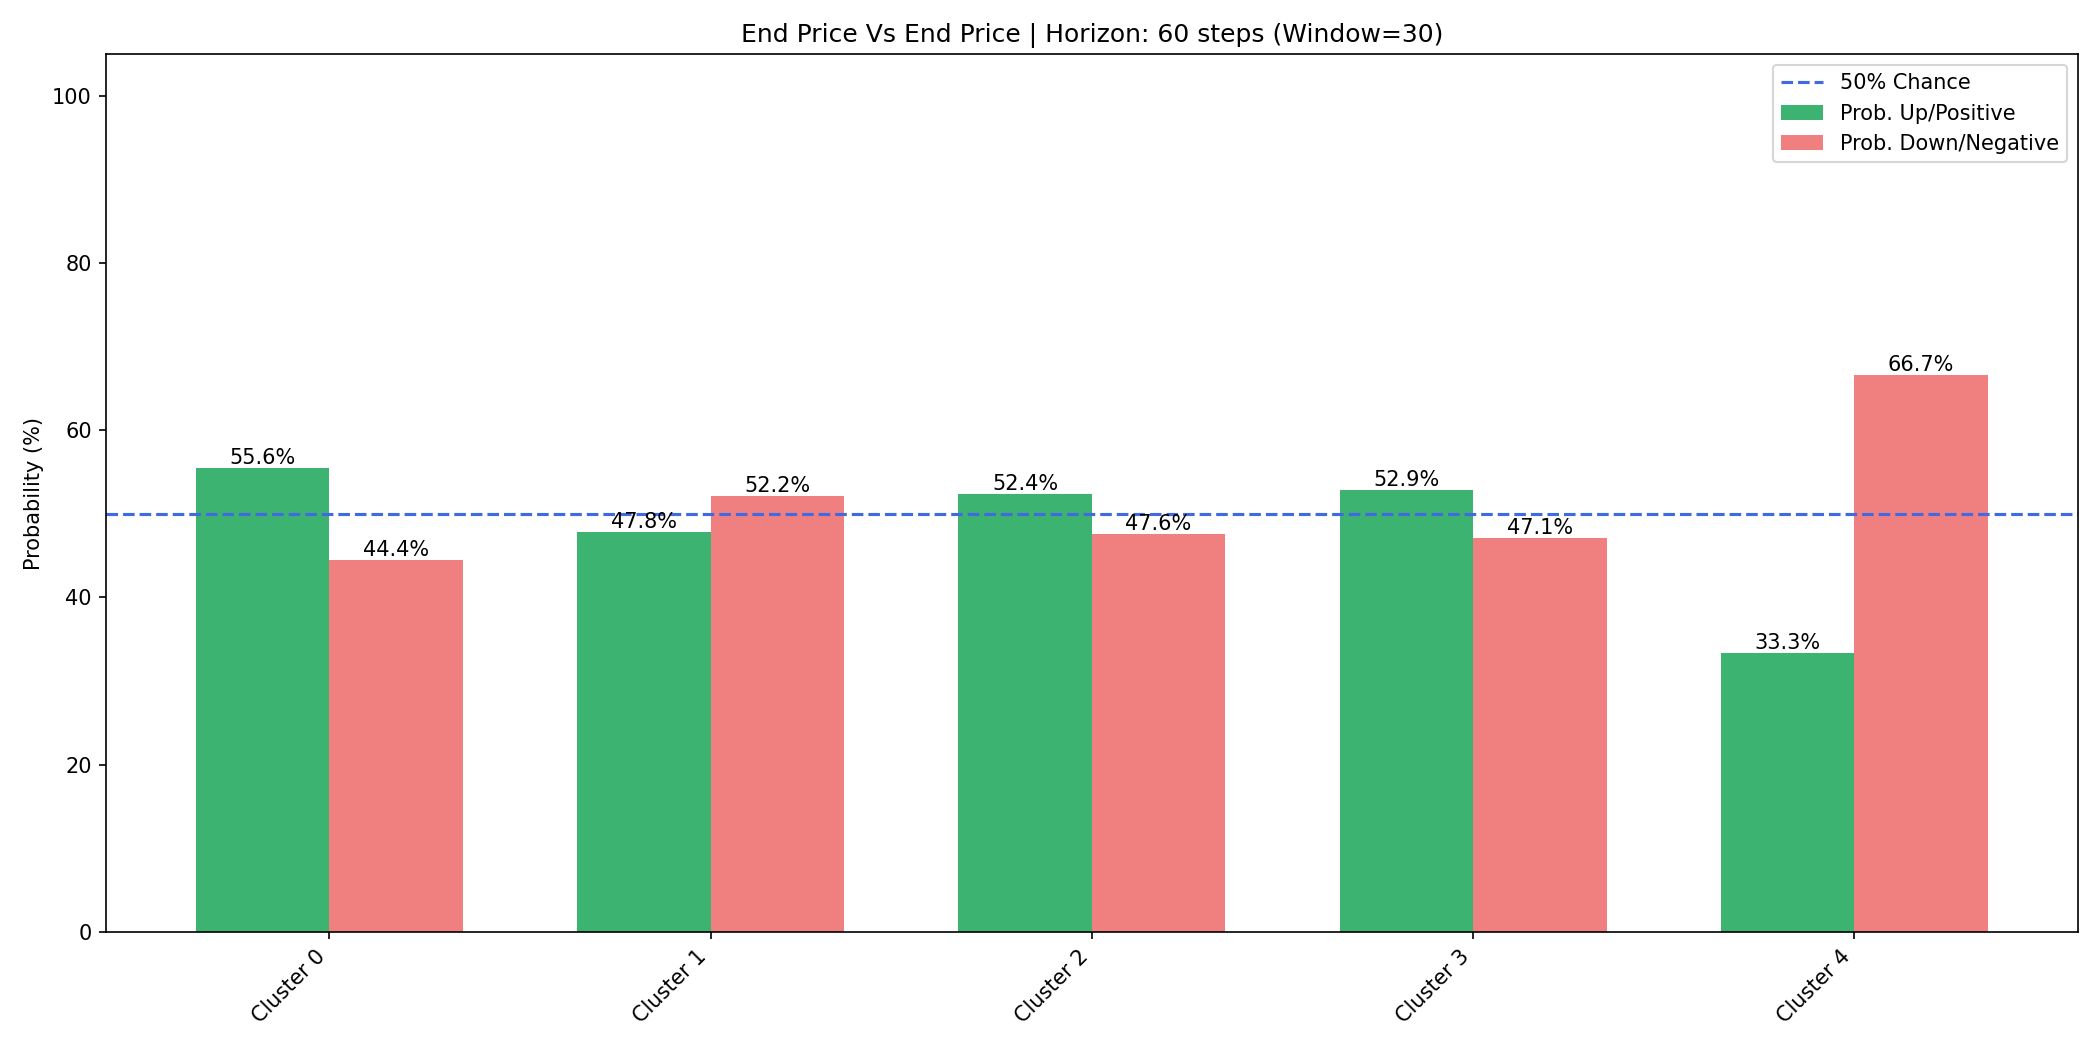 End Price Vs End Price | Horizon: 60 steps (Window=30)
50% Chance
Prob. Up/Positive
Prob. Down/Negative
Probability (%)
100
80
60
40
20
0
55.6%
44.4%
47.8%
52.2%
52.4%
47.6%
52.9%
47.1%
33.3%
66.7%
Cluster 0
Cluster 1
Cluster 2
Cluster 3
Cluster 4